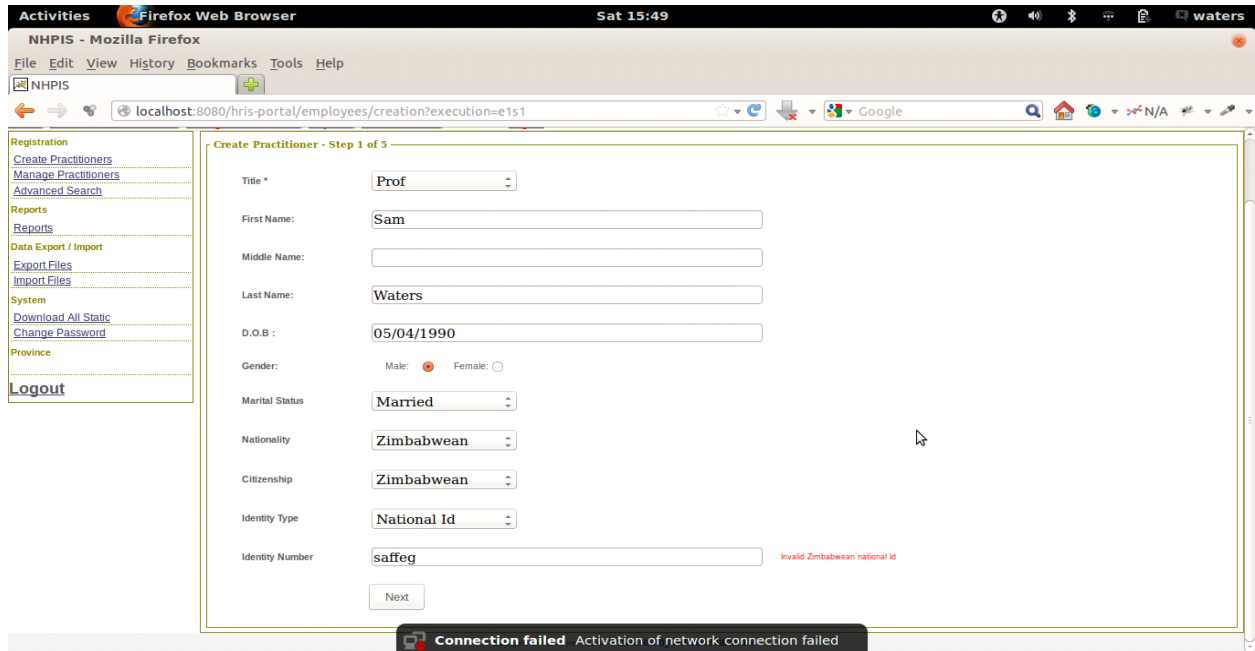 Activities Firefox Web Browser Sat 15:49 waters
NHPIS - Mozilla Firefox
File Edit View History Bookmarks Tools Help
NHPIS
localhost:8080/hris-portal/employees/creation?execution=e1s1 Google N/A
Registration
Create Practitioners
Manage Practitioners
Advanced Search
Reports
Reports
Data Export / Import
Export Files
Import Files
System
Download All Static
Change Password
Province
Logout
Create Practitioner - Step 1 of 5
Title * Prof
First Name: Sam
Middle Name:
Last Name: Waters
D.O.B : 05/04/1990
Gender: Male: Female:
Marital Status Married
Nationality Zimbabwean
Citizenship Zimbabwean
Identity Type National Id
Identity Number saffeg Invalid Zimbabwean national Id
Next
Connection failed Activation of network connection failed